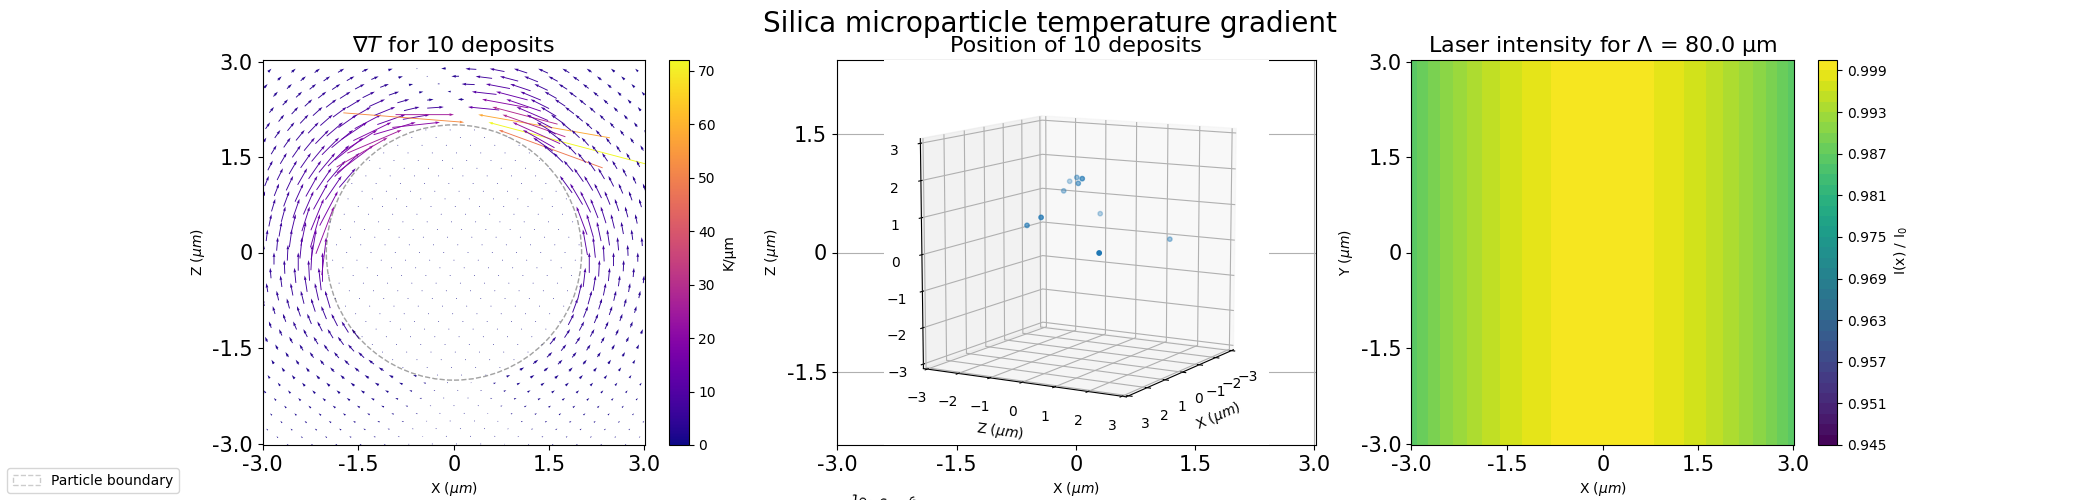 Silica microparticle temperature gradient
∇T for 10 deposits
3.0
1.5
0
-1.5
-3.0
Z (μm)
-3.0 -1.5 0 1.5 3.0
X (μm)
70
60
50
40
30
20
10
0
K/μm
Particle boundary
Position of 10 deposits
1.5
0
-1.5
Z (μm)
3
2
1
0
−1
−2
−3
−3 −2 −1 0 1 2 3
Z (μm)
3 2 1 0 −1 −2 −3
X (μm)
-3.0 -1.5 0 1.5 3.0
X (μm)
Laser intensity for Λ = 80.0 μm
3.0
1.5
0
-1.5
-3.0
Y (μm)
-3.0 -1.5 0 1.5 3.0
X (μm)
0.999
0.993
0.987
0.981
0.975
0.969
0.963
0.957
0.951
0.945
I(x) / I₀